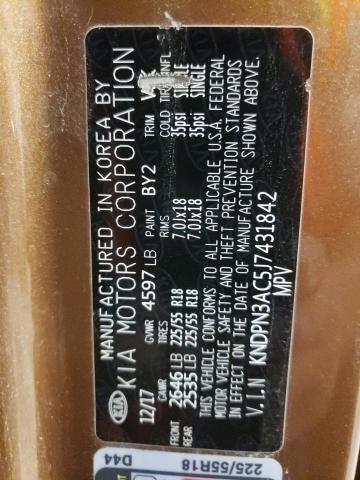 MANUFACTURED IN KOREA BY
KIA KIA MOTORS CORPORATION
12/17 GVWR 4597 LB PAINT BY2 TRIM
GAWR TIRES RIMS COLD TIRE INFL.
FRONT 2646 LB 225/55 R18 7.0JX18 35psi SINGLE
REAR 2535 LB 225/55 R18 7.0JX18 35psi SINGLE
THIS VEHICLE CONFORMS TO ALL APPLICABLE U.S.A. FEDERAL
MOTOR VEHICLE SAFETY AND THEFT PREVENTION STANDARDS
IN EFFECT ON THE DATE OF MANUFACTURE SHOWN ABOVE.
V.I.N KNDPN3AC5J7431842
MPV
D44
225/55R18